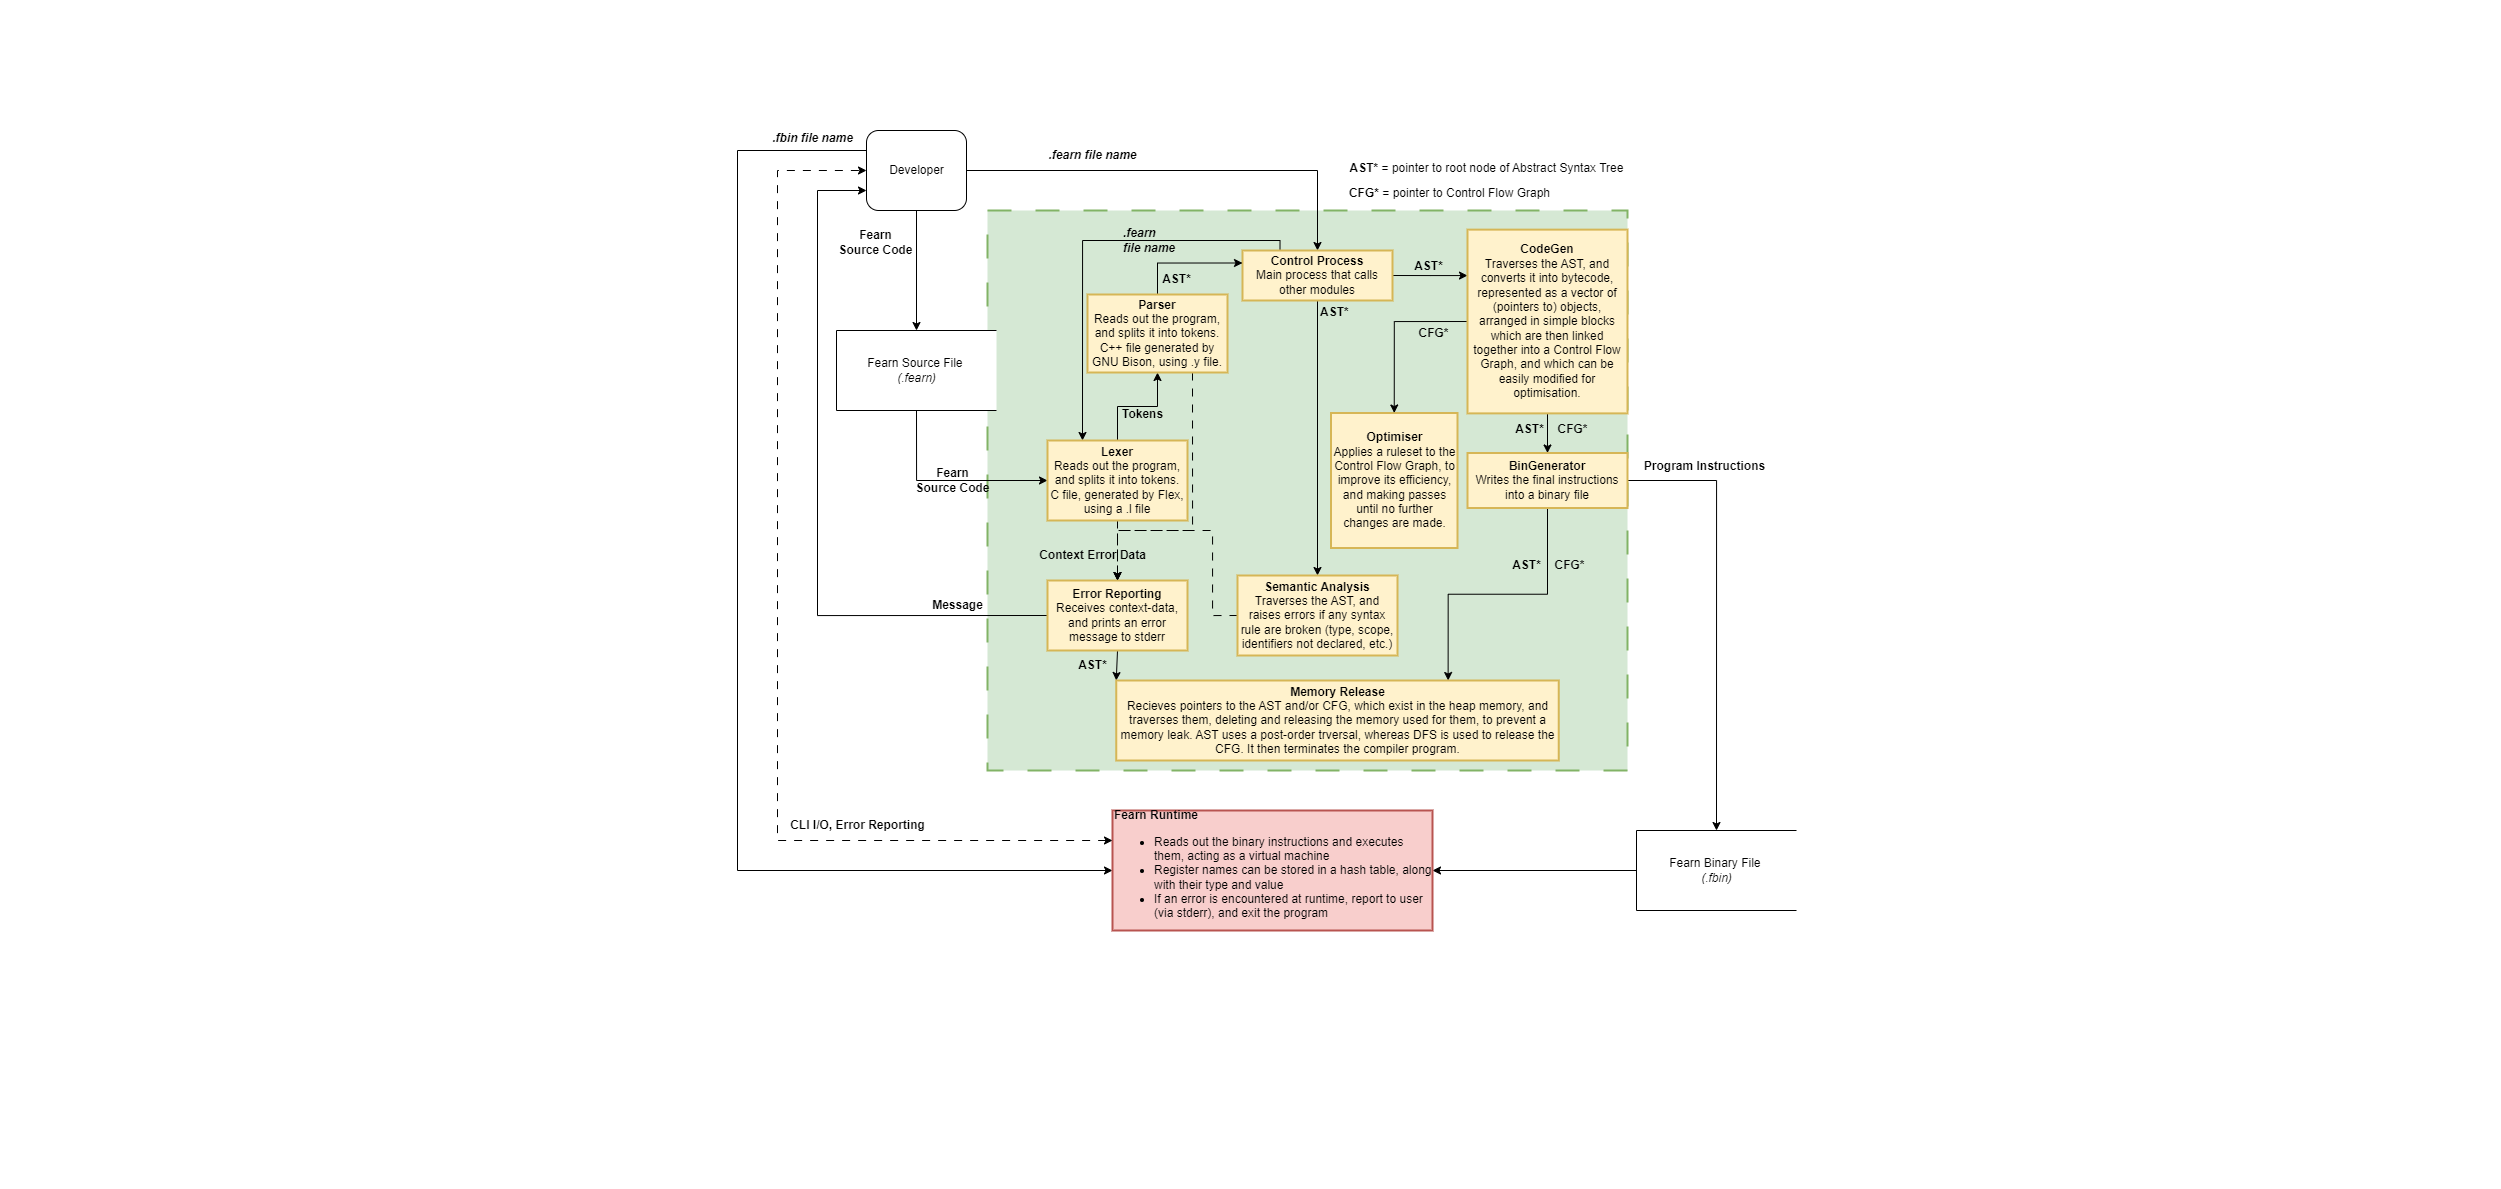 .fbin file name
Developer
.fearn file name
AST* = pointer to root node of Abstract Syntax Tree
CFG* = pointer to Control Flow Graph
Fearn
Source Code
.fearn
file name
AST*
Control Process
Main process that calls
other modules
AST*
AST*
CodeGen
Traverses the AST, and
converts it into bytecode,
represented as a vector of
(pointers to) objects,
arranged in simple blocks
which are then linked
together into a Control Flow
Graph, and which can be
easily modified for
optimisation.
Parser
Reads out the program,
and splits it into tokens.
C++ file generated by
GNU Bison, using .y file.
CFG*
Fearn Source File
(.fearn)
Tokens
Optimiser
Applies a ruleset to the
Control Flow Graph, to
improve its efficiency,
and making passes
until no further
changes are made.
AST*
CFG*
Fearn
Source Code
Lexer
Reads out the program,
and splits it into tokens.
C file, generated by Flex,
using a .l file
BinGenerator
Writes the final instructions
into a binary file
Program Instructions
Context Error Data
AST*
CFG*
Message
Error Reporting
Receives context-data,
and prints an error
message to stderr
Semantic Analysis
Traverses the AST, and
raises errors if any syntax
rule are broken (type, scope,
identifiers not declared, etc.)
AST*
Memory Release
Recieves pointers to the AST and/or CFG, which exist in the heap memory, and
traverses them, deleting and releasing the memory used for them, to prevent a
memory leak. AST uses a post-order trversal, whereas DFS is used to release the
CFG. It then terminates the compiler program.
CLI I/O, Error Reporting
Fearn Runtime
• Reads out the binary instructions and executes
them, acting as a virtual machine
• Register names can be stored in a hash table, along
with their type and value
• If an error is encountered at runtime, report to user
(via stderr), and exit the program
Fearn Binary File
(.fbin)